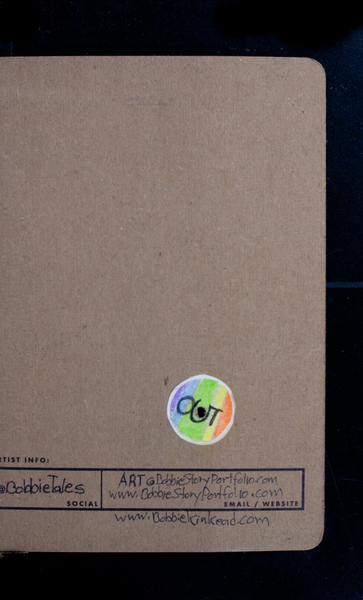 OUT
RTIST INFO:
@BobbieTales
SOCIAL
ART@BobbieStoryPortfolio.com
www.BobbieStoryPortfolio.com
EMAIL / WEBSITE
www.BobbieKinkead.com